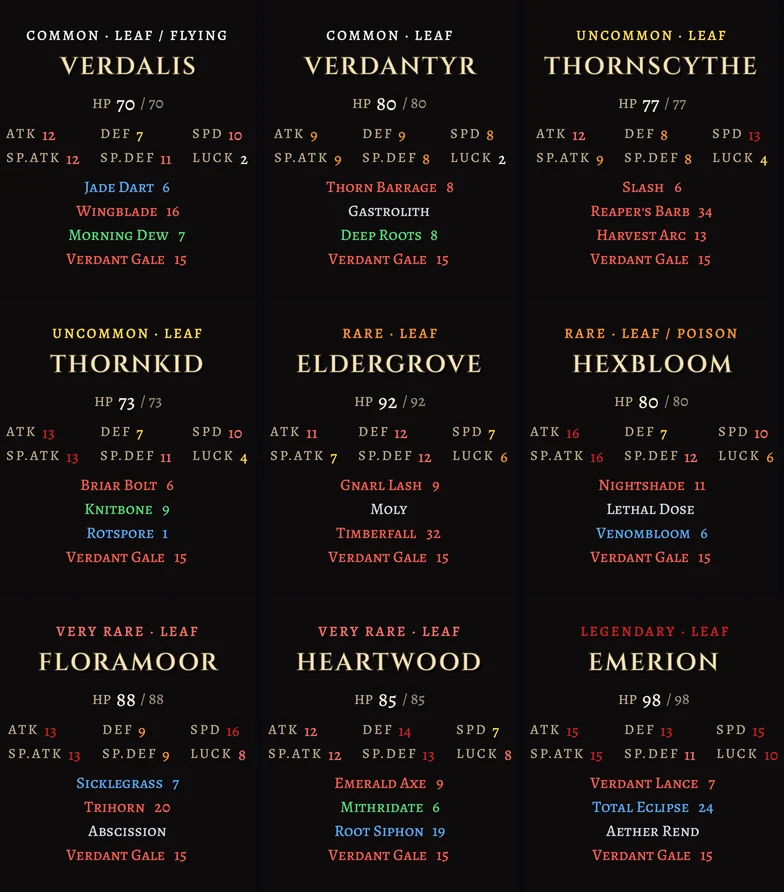 COMMON · LEAF / FLYING
VERDALIS
HP 70 / 70
ATK 12 DEF 7 SPD 10
SP.ATK 12 SP.DEF 11 LUCK 2
JADE DART 6
WINGBLADE 16
MORNING DEW 7
VERDANT GALE 15
COMMON · LEAF
VERDANTYR
HP 80 / 80
ATK 9 DEF 9 SPD 8
SP.ATK 9 SP.DEF 8 LUCK 2
THORN BARRAGE 8
GASTROLITH
DEEP ROOTS 8
VERDANT GALE 15
UNCOMMON · LEAF
THORNSCYTHE
HP 77 / 77
ATK 12 DEF 8 SPD 13
SP.ATK 9 SP.DEF 8 LUCK 4
SLASH 6
REAPER'S BARB 34
HARVEST ARC 13
VERDANT GALE 15
UNCOMMON · LEAF
THORNKID
HP 73 / 73
ATK 13 DEF 7 SPD 10
SP.ATK 13 SP.DEF 11 LUCK 4
BRIAR BOLT 6
KNITBONE 9
ROTSPORE 1
VERDANT GALE 15
RARE · LEAF
ELDERGROVE
HP 92 / 92
ATK 11 DEF 12 SPD 7
SP.ATK 7 SP.DEF 12 LUCK 6
GNARL LASH 9
MOLY
TIMBERFALL 32
VERDANT GALE 15
RARE · LEAF / POISON
HEXBLOOM
HP 80 / 80
ATK 16 DEF 7 SPD 10
SP.ATK 16 SP.DEF 12 LUCK 6
NIGHTSHADE 11
LETHAL DOSE
VENOMBLOOM 6
VERDANT GALE 15
VERY RARE · LEAF
FLORAMOOR
HP 88 / 88
ATK 13 DEF 9 SPD 16
SP.ATK 13 SP.DEF 9 LUCK 8
SICKLEGRASS 7
TRIHORN 20
ABSCISSION
VERDANT GALE 15
VERY RARE · LEAF
HEARTWOOD
HP 85 / 85
ATK 12 DEF 14 SPD 7
SP.ATK 12 SP.DEF 13 LUCK 8
EMERALD AXE 9
MITHRIDATE 6
ROOT SIPHON 19
VERDANT GALE 15
LEGENDARY · LEAF
EMERION
HP 98 / 98
ATK 15 DEF 13 SPD 15
SP.ATK 15 SP.DEF 11 LUCK 10
VERDANT LANCE 7
TOTAL ECLIPSE 24
AETHER REND
VERDANT GALE 15